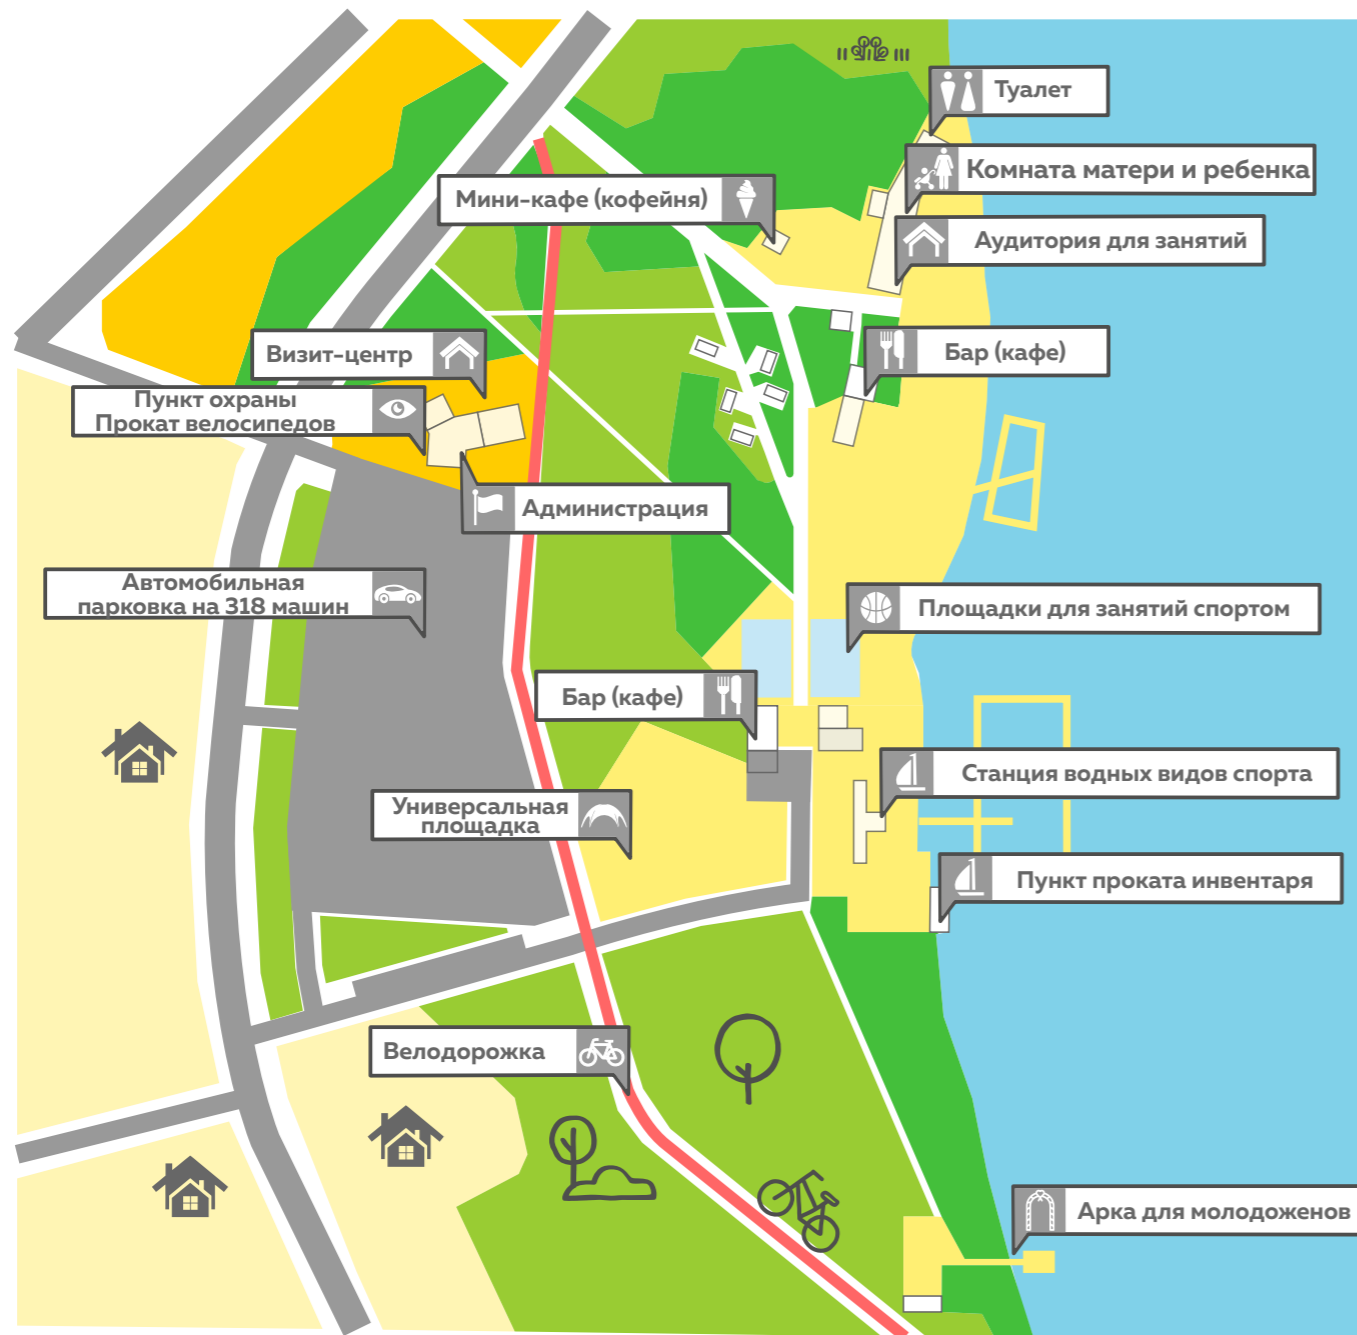 Туалет
Комната матери и ребенка
Мини-кафе (кофейня)
Аудитория для занятий
Визит-центр
Бар (кафе)
Пункт охраны
Прокат велосипедов
Администрация
Автомобильная
парковка на 318 машин
Площадки для занятий спортом
Бар (кафе)
Станция водных видов спорта
Универсальная
площадка
Пункт проката инвентаря
Велодорожка
Арка для молодоженов